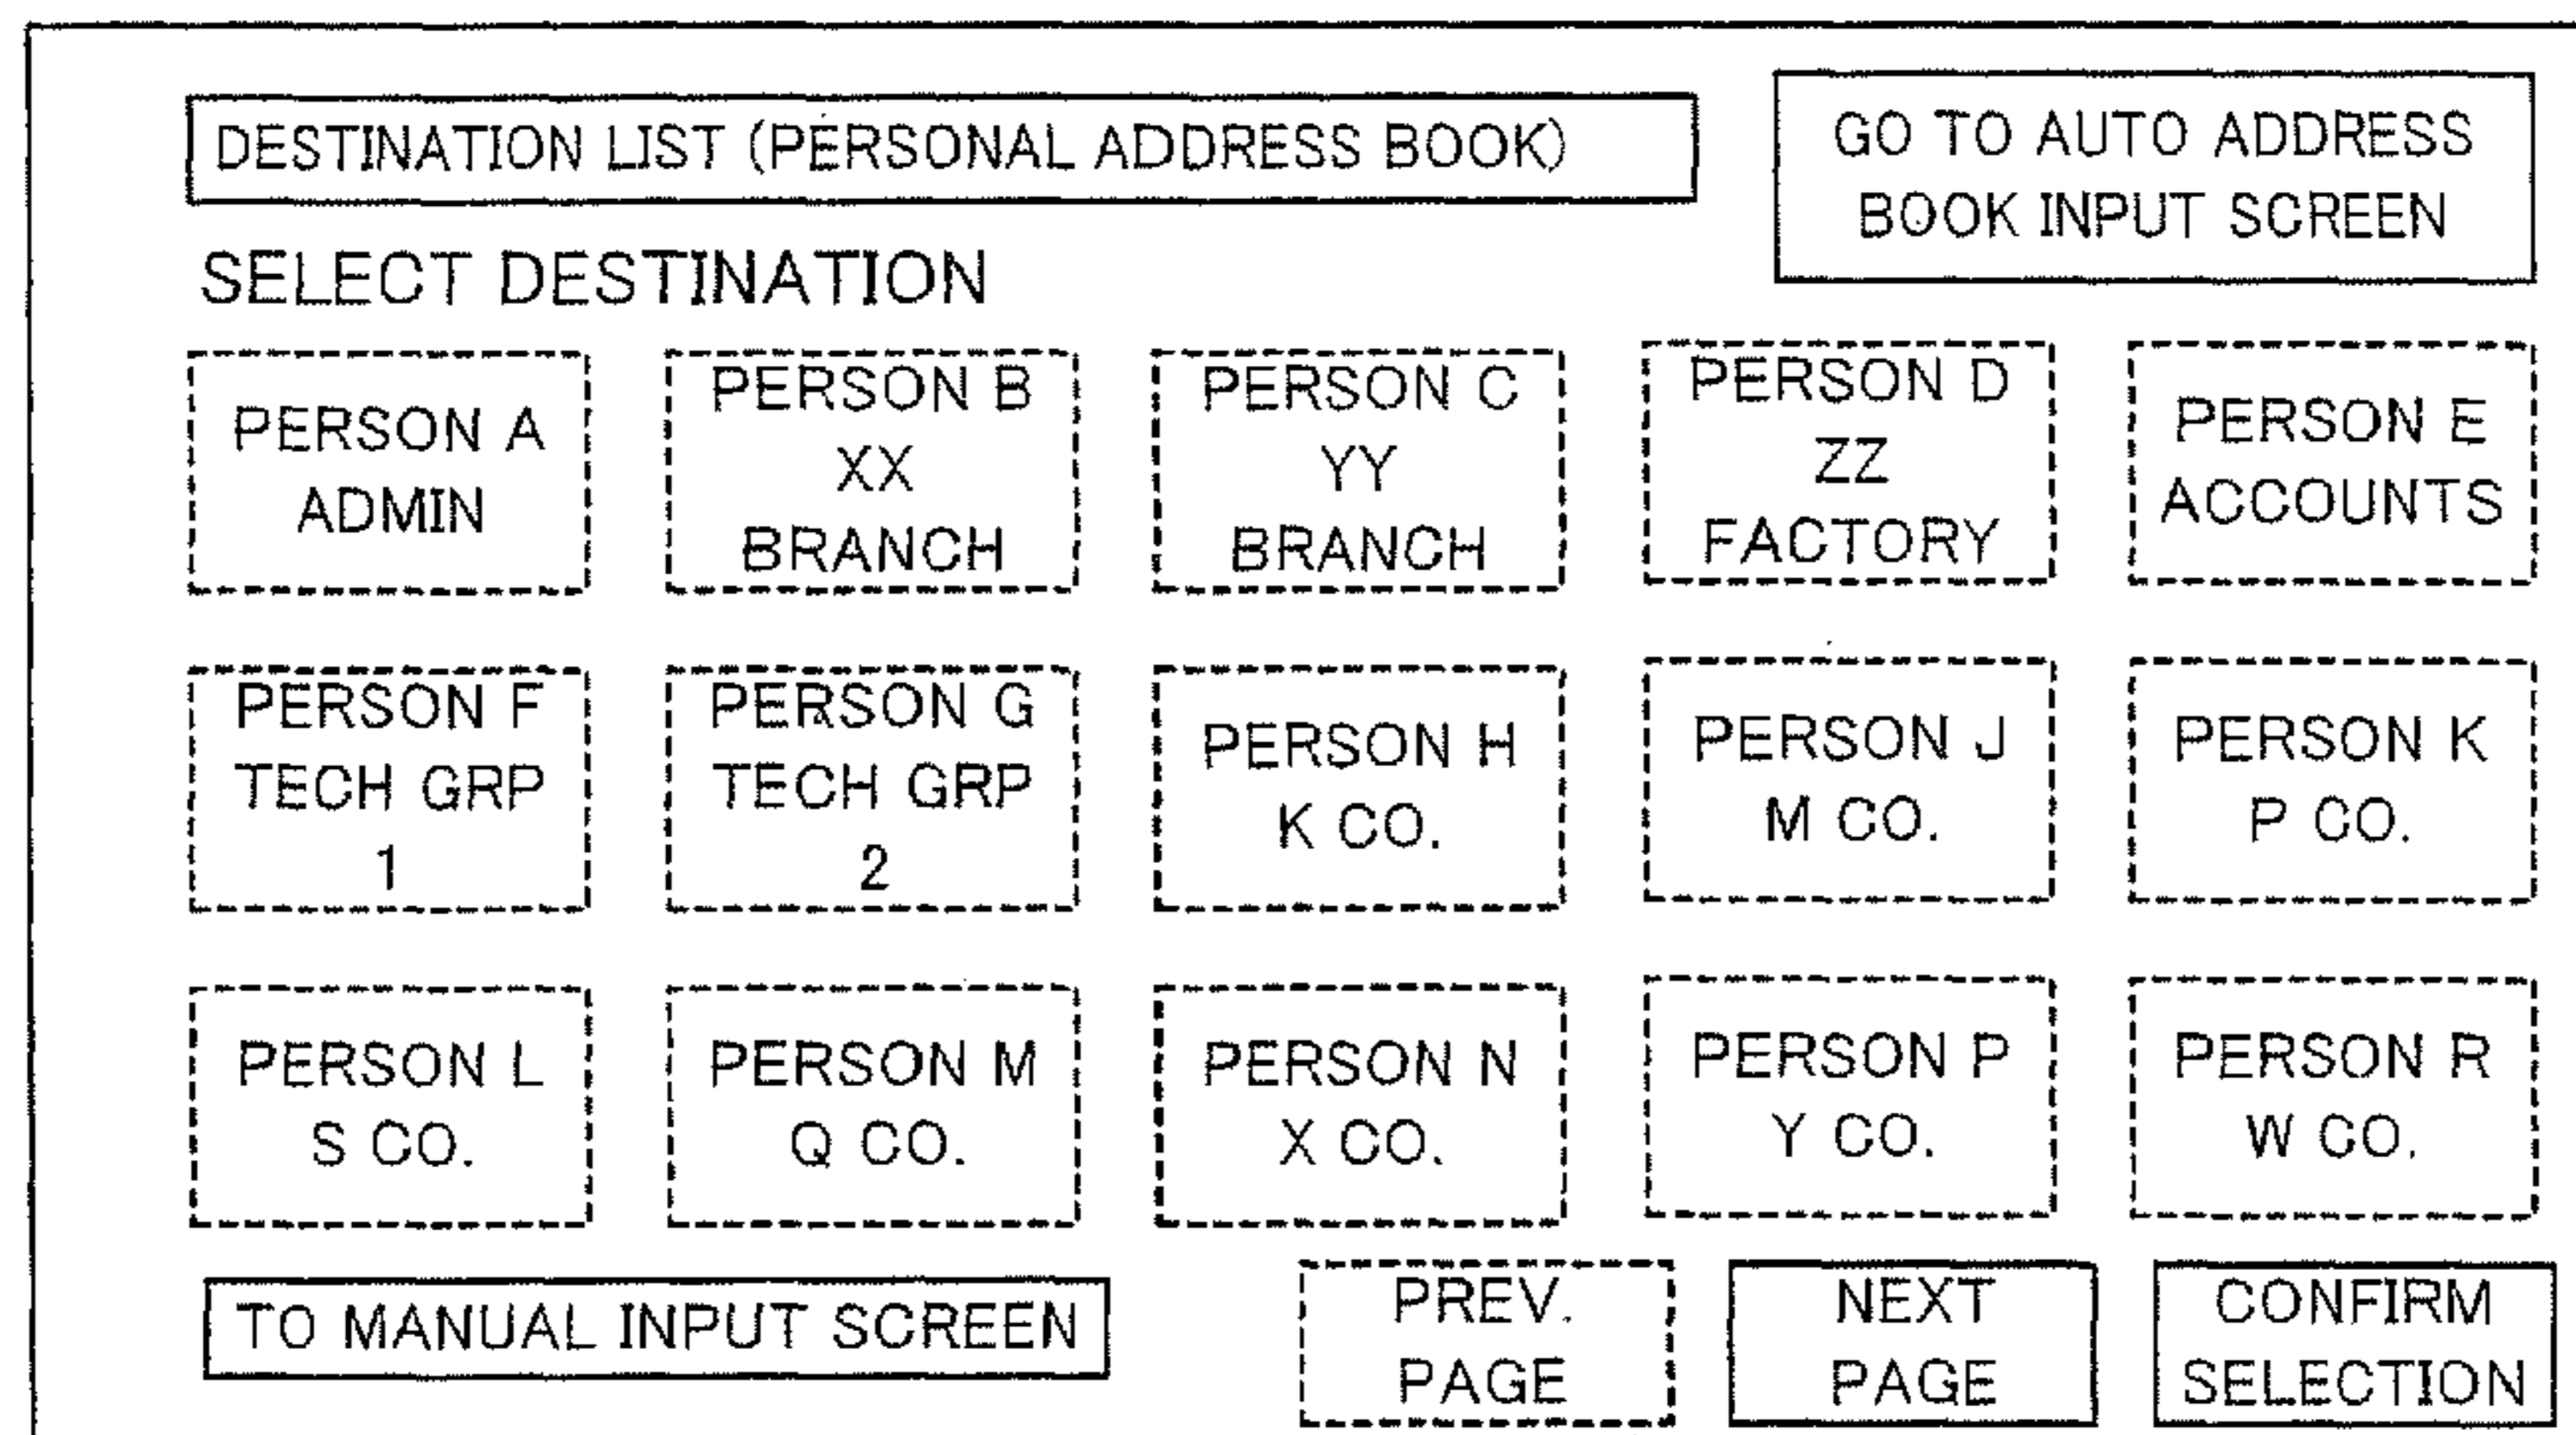 DESTINATION LIST (PERSONAL ADDRESS BOOK)
GO TO AUTO ADDRESS
BOOK INPUT SCREEN
SELECT DESTINATION
PERSON A
ADMIN
PERSON B
XX
BRANCH
PERSON C
YY
BRANCH
PERSON D
ZZ
FACTORY
PERSON E
ACCOUNTS
PERSON F
TECH GRP
1
PERSON G
TECH GRP
2
PERSON H
K CO.
PERSON J
M CO.
PERSON K
P CO.
PERSON L
S CO.
PERSON M
Q CO.
PERSON N
X CO.
PERSON P
Y CO.
PERSON R
W CO.
TO MANUAL INPUT SCREEN
PREV.
PAGE
NEXT
PAGE
CONFIRM
SELECTION